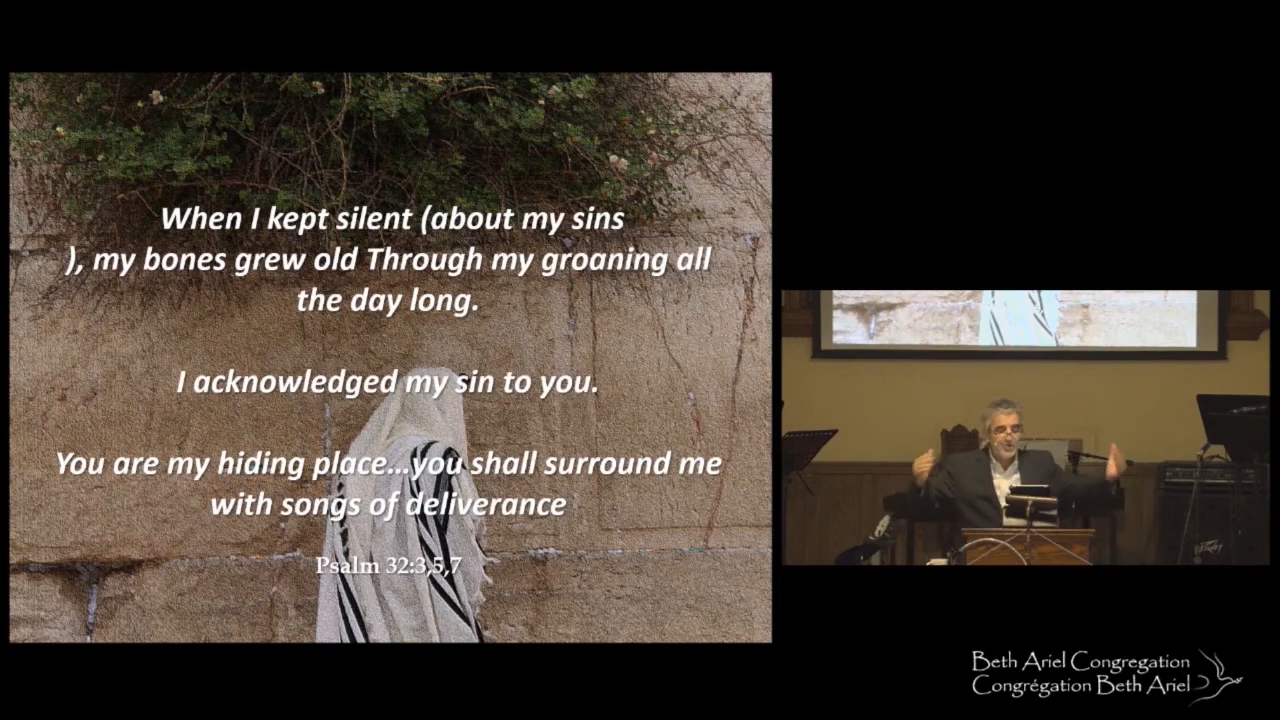 When I kept silent (about my sins
), my bones grew old Through my groaning all
the day long.
I acknowledged my sin to you.
You are my hiding place...you shall surround me
with songs of deliverance
Psalm 32:3,5,7
Beth Ariel Congregation
Congrégation Beth Ariel